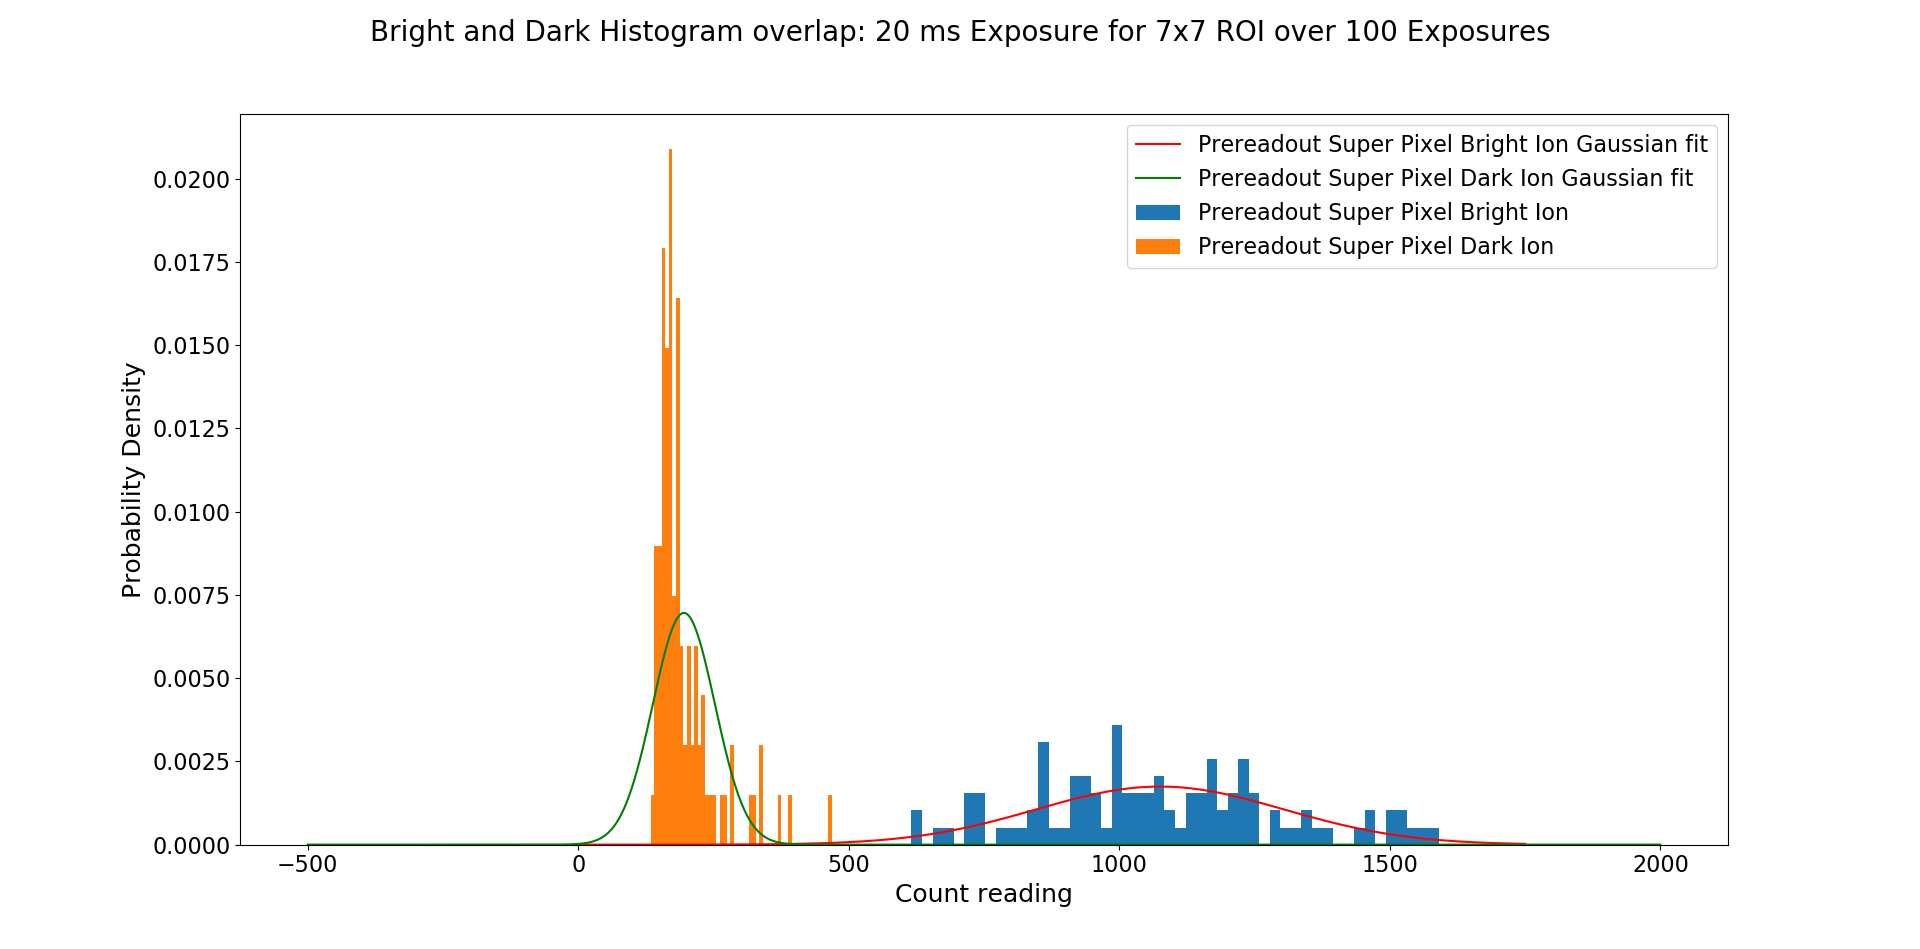 Bright and Dark Histogram overlap: 20 ms Exposure for 7x7 ROI over 100 Exposures
Prereadout Super Pixel Bright Ion Gaussian fit
Prereadout Super Pixel Dark Ion Gaussian fit
Prereadout Super Pixel Bright Ion
Prereadout Super Pixel Dark Ion
Probability Density
0.0200
0.0175
0.0150
0.0125
0.0100
0.0075
0.0050
0.0025
0.0000
−500 0 500 1000 1500 2000
Count reading